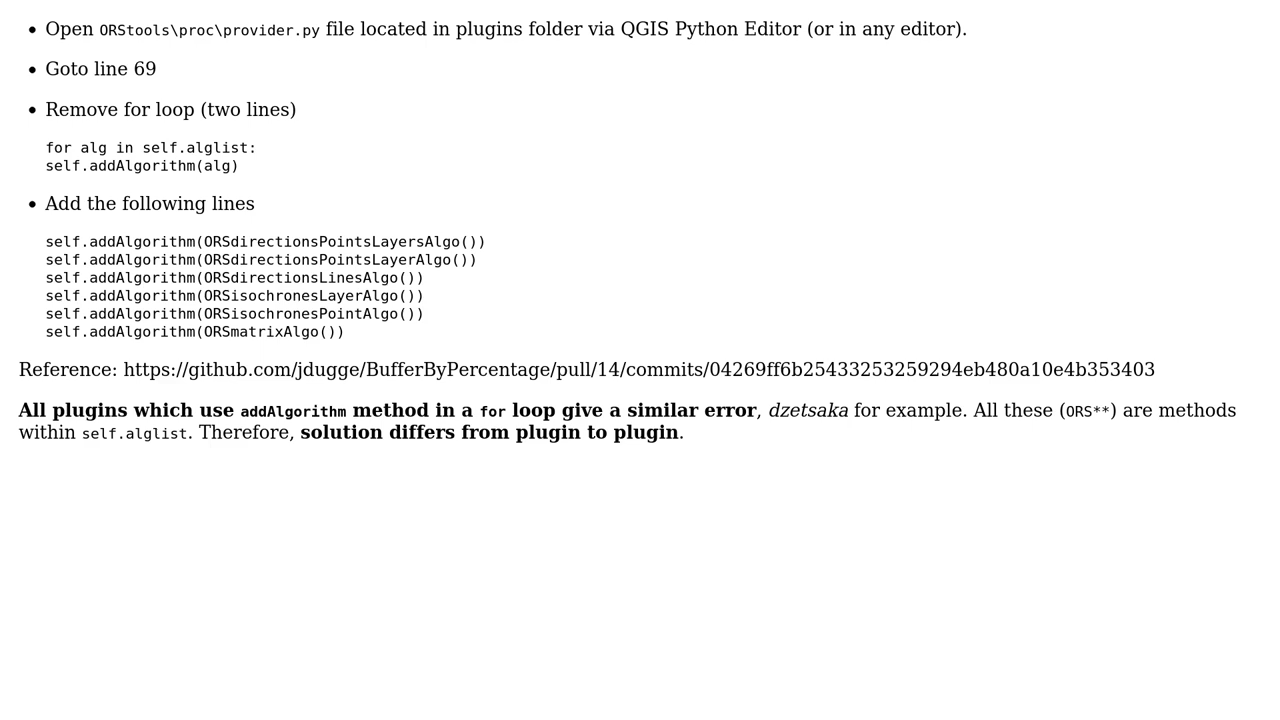 Open ORStools\proc\provider.py file located in plugins folder via QGIS Python Editor (or in any editor).
Goto line 69
Remove for loop (two lines)
for alg in self.alglist:
self.addAlgorithm(alg)
Add the following lines
self.addAlgorithm(ORSdirectionsPointsLayersAlgo())
self.addAlgorithm(ORSdirectionsPointsLayerAlgo())
self.addAlgorithm(ORSdirectionsLinesAlgo())
self.addAlgorithm(ORSisochronesLayerAlgo())
self.addAlgorithm(ORSisochronesPointAlgo())
self.addAlgorithm(ORSmatrixAlgo())
Reference: https://github.com/jdugge/BufferByPercentage/pull/14/commits/04269ff6b25433253259294eb480a10e4b353403
All plugins which use addAlgorithm method in a for loop give a similar error, dzetsaka for example. All these (ORS**) are methods
within self.alglist. Therefore, solution differs from plugin to plugin.